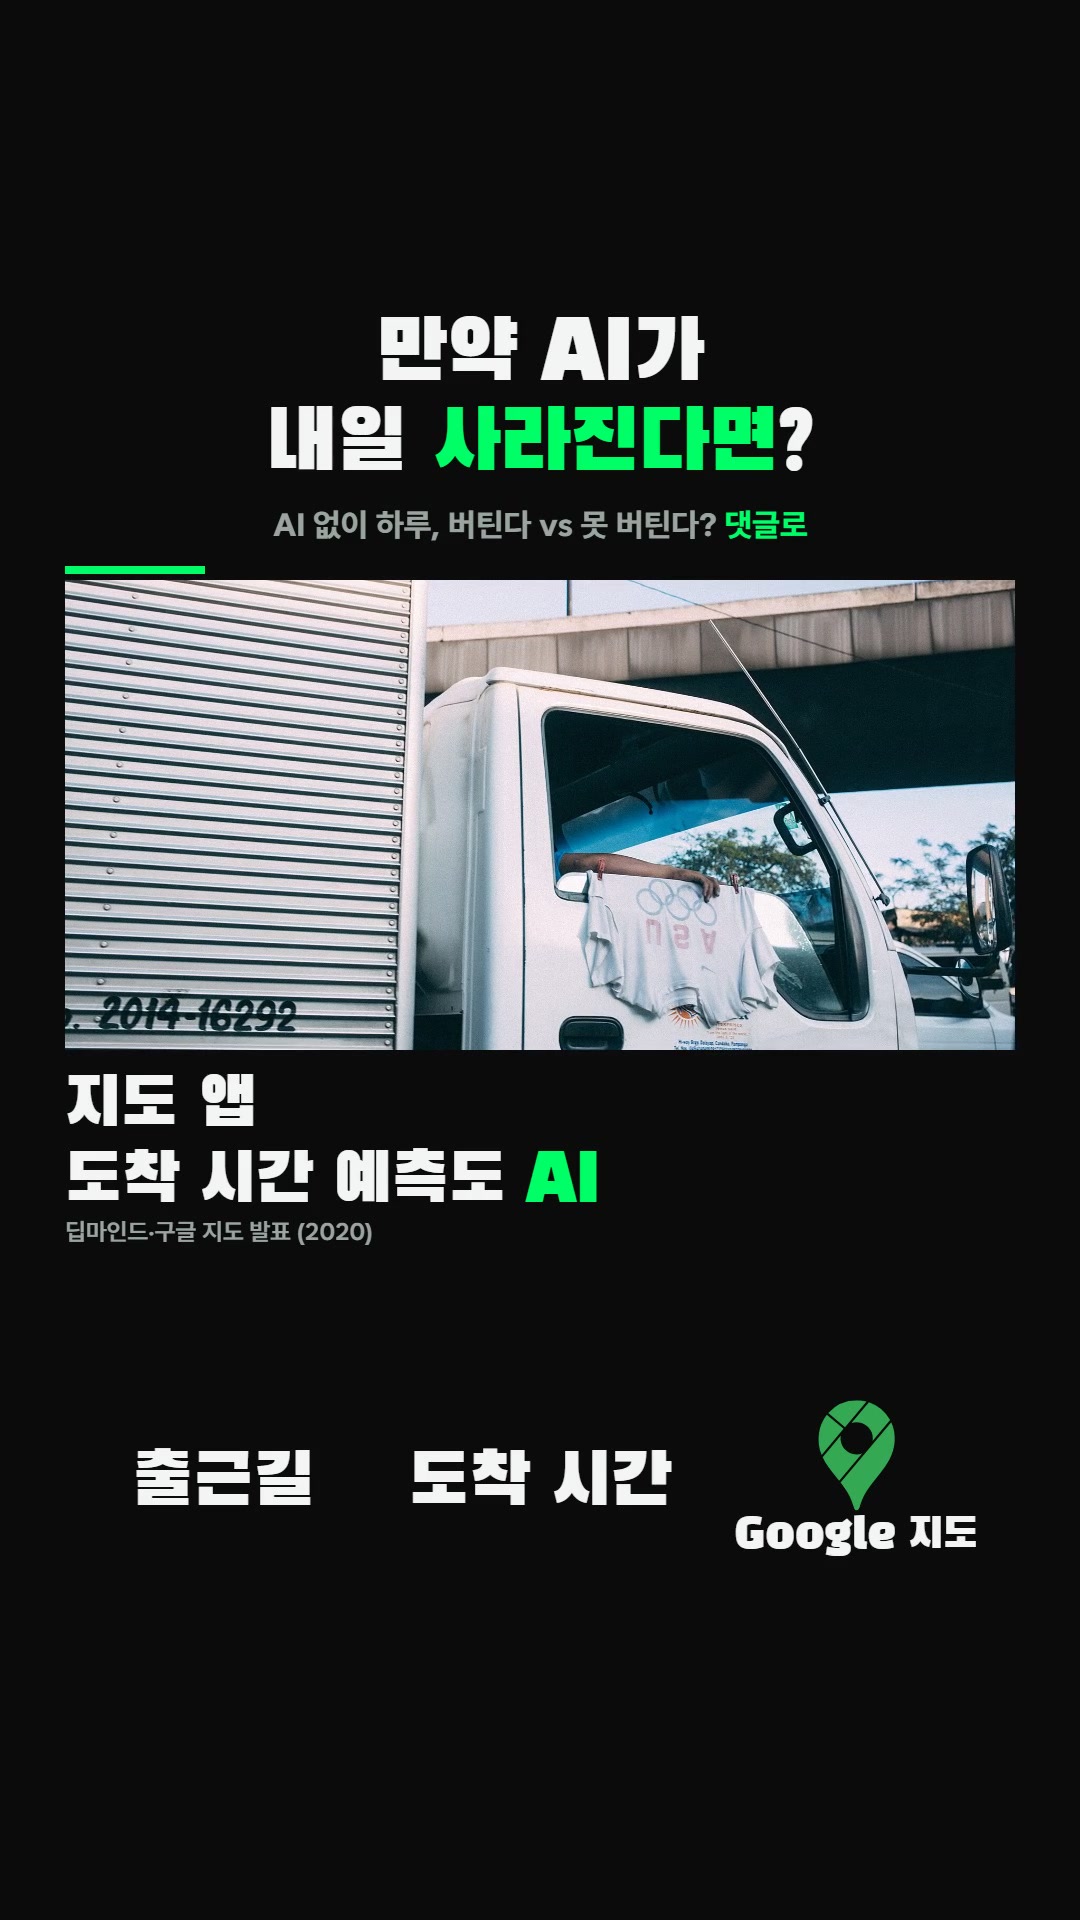 만약 AI가
내일 사라진다면?
AI 없이 하루, 버틴다 vs 못 버틴다? 댓글로
USA
. 2014-16292
지도 앱
도착 시간 예측도 AI
딥마인드·구글 지도 발표 (2020)
출근길
도착 시간
Google 지도